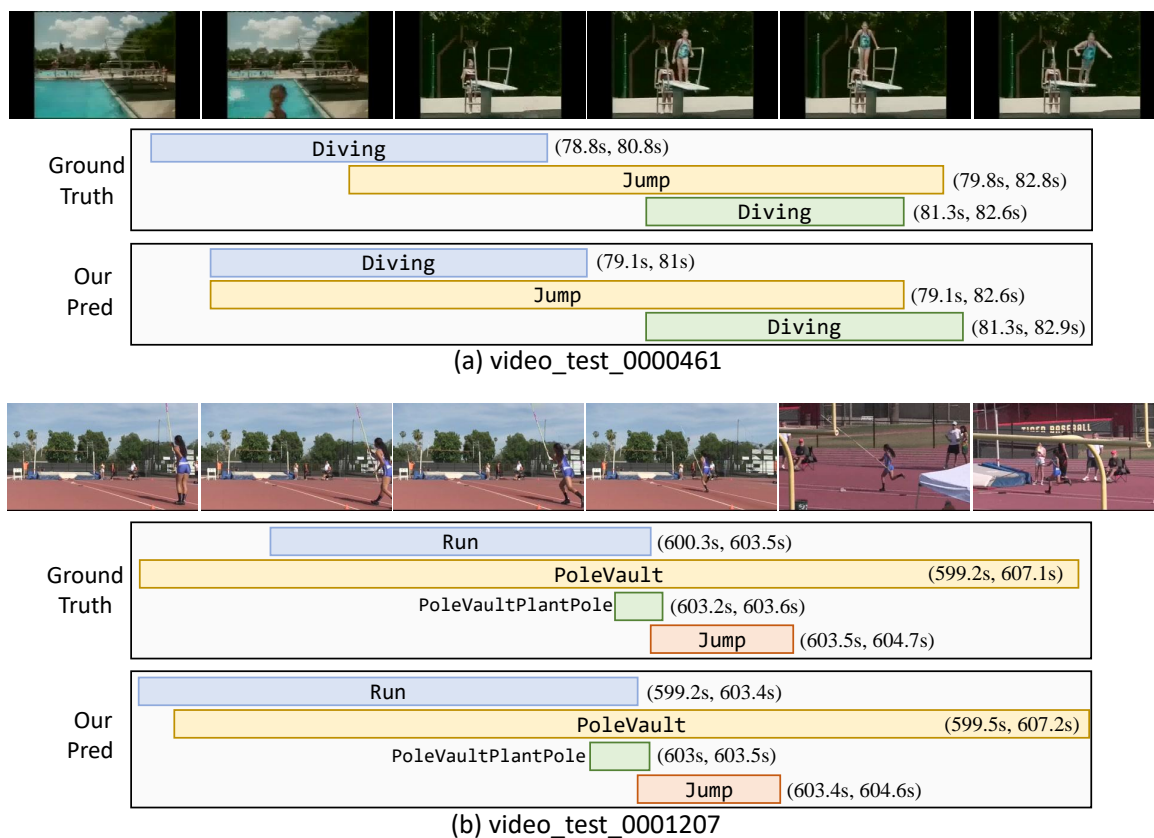 Ground
Truth
Diving (78.8s, 80.8s)
Jump (79.8s, 82.8s)
Diving (81.3s, 82.6s)
Our
Pred
Diving (79.1s, 81s)
Jump (79.1s, 82.6s)
Diving (81.3s, 82.9s)
(a) video_test_0000461
TIGER BASEBALL
Ground
Truth
Run (600.3s, 603.5s)
PoleVault (599.2s, 607.1s)
PoleVaultPlantPole (603.2s, 603.6s)
Jump (603.5s, 604.7s)
Our
Pred
Run (599.2s, 603.4s)
PoleVault (599.5s, 607.2s)
PoleVaultPlantPole (603s, 603.5s)
Jump (603.4s, 604.6s)
(b) video_test_0001207